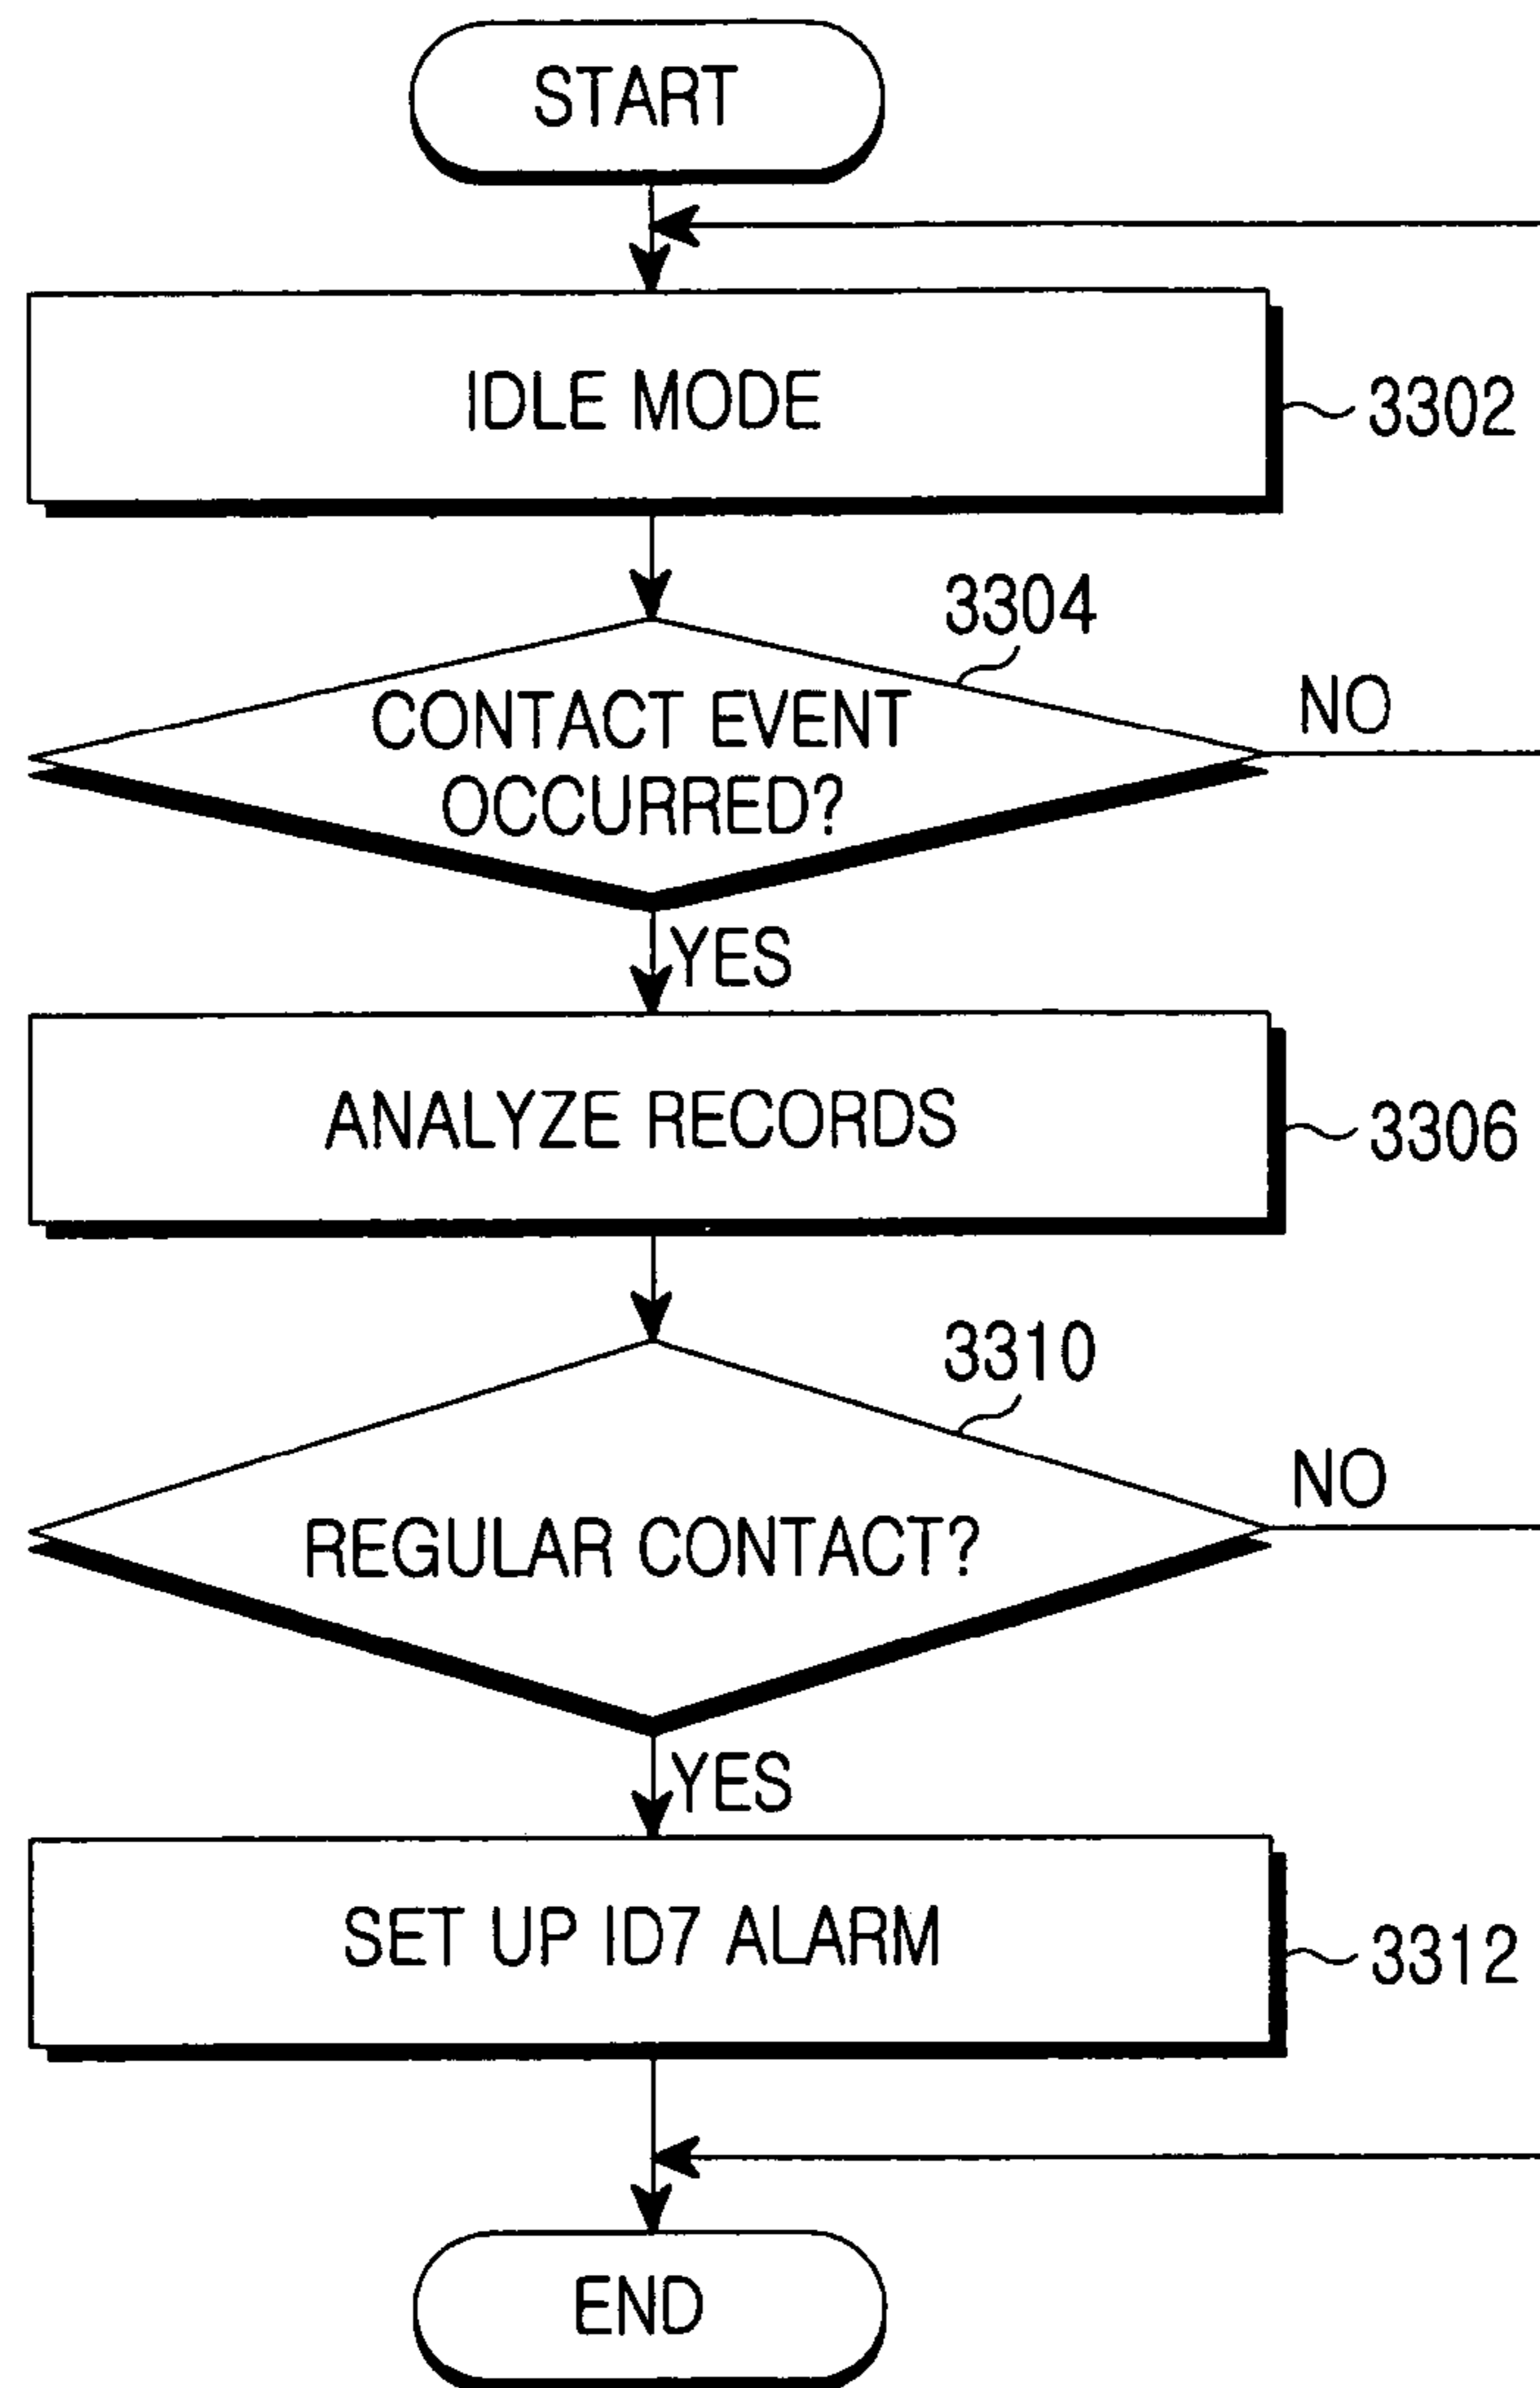 START
IDLE MODE
3302
3304
CONTACT EVENT
OCCURRED?
NO
YES
ANALYZE RECORDS
3306
3310
REGULAR CONTACT?
NO
YES
SET UP ID7 ALARM
3312
END